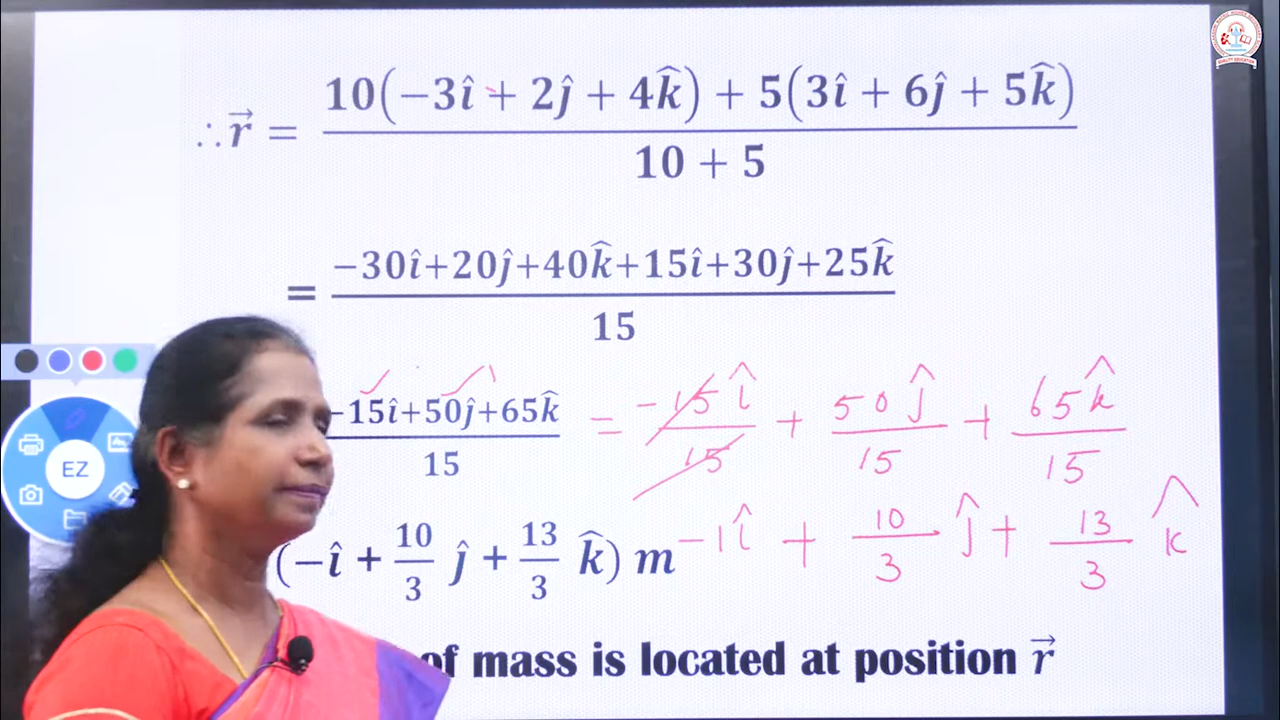 ∴ r⃗ = 10(−3î + 2ĵ + 4k̂) + 5(3î + 6ĵ + 5k̂) / 10 + 5
= −30î+20ĵ+40k̂+15î+30ĵ+25k̂ / 15
−15î+50ĵ+65k̂ / 15 = −15 î / 15 + 50 ĵ / 15 + 65 k̂ / 15
(−î + 10/3 ĵ + 13/3 k̂) m −1î + 10/3 ĵ + 13/3 k̂
of mass is located at position r⃗
EZ